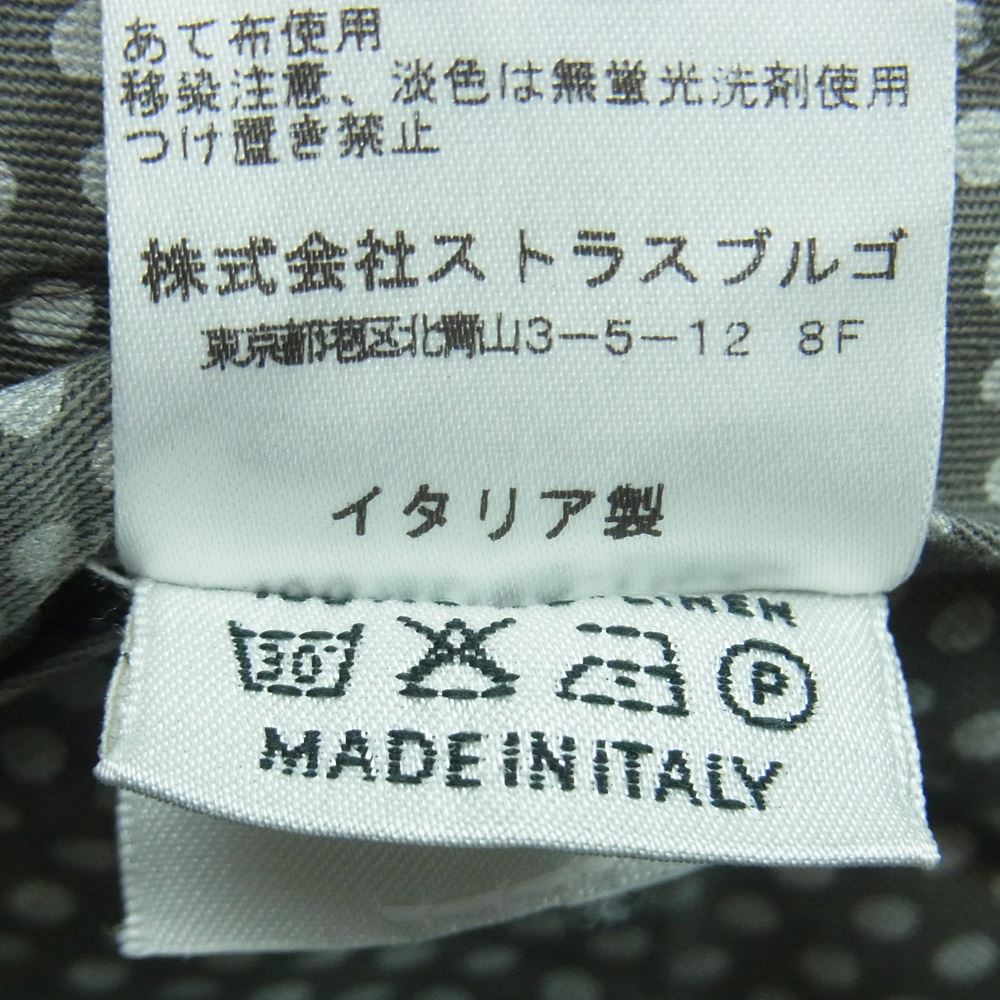 あて布使用
移染注意、淡色は無蛍光洗剤使用
つけ置き禁止
株式会社ストラスブルゴ
東京都港区北青山3-5-12 8F
イタリア製
LINEN
30°
P
MADE IN ITALY